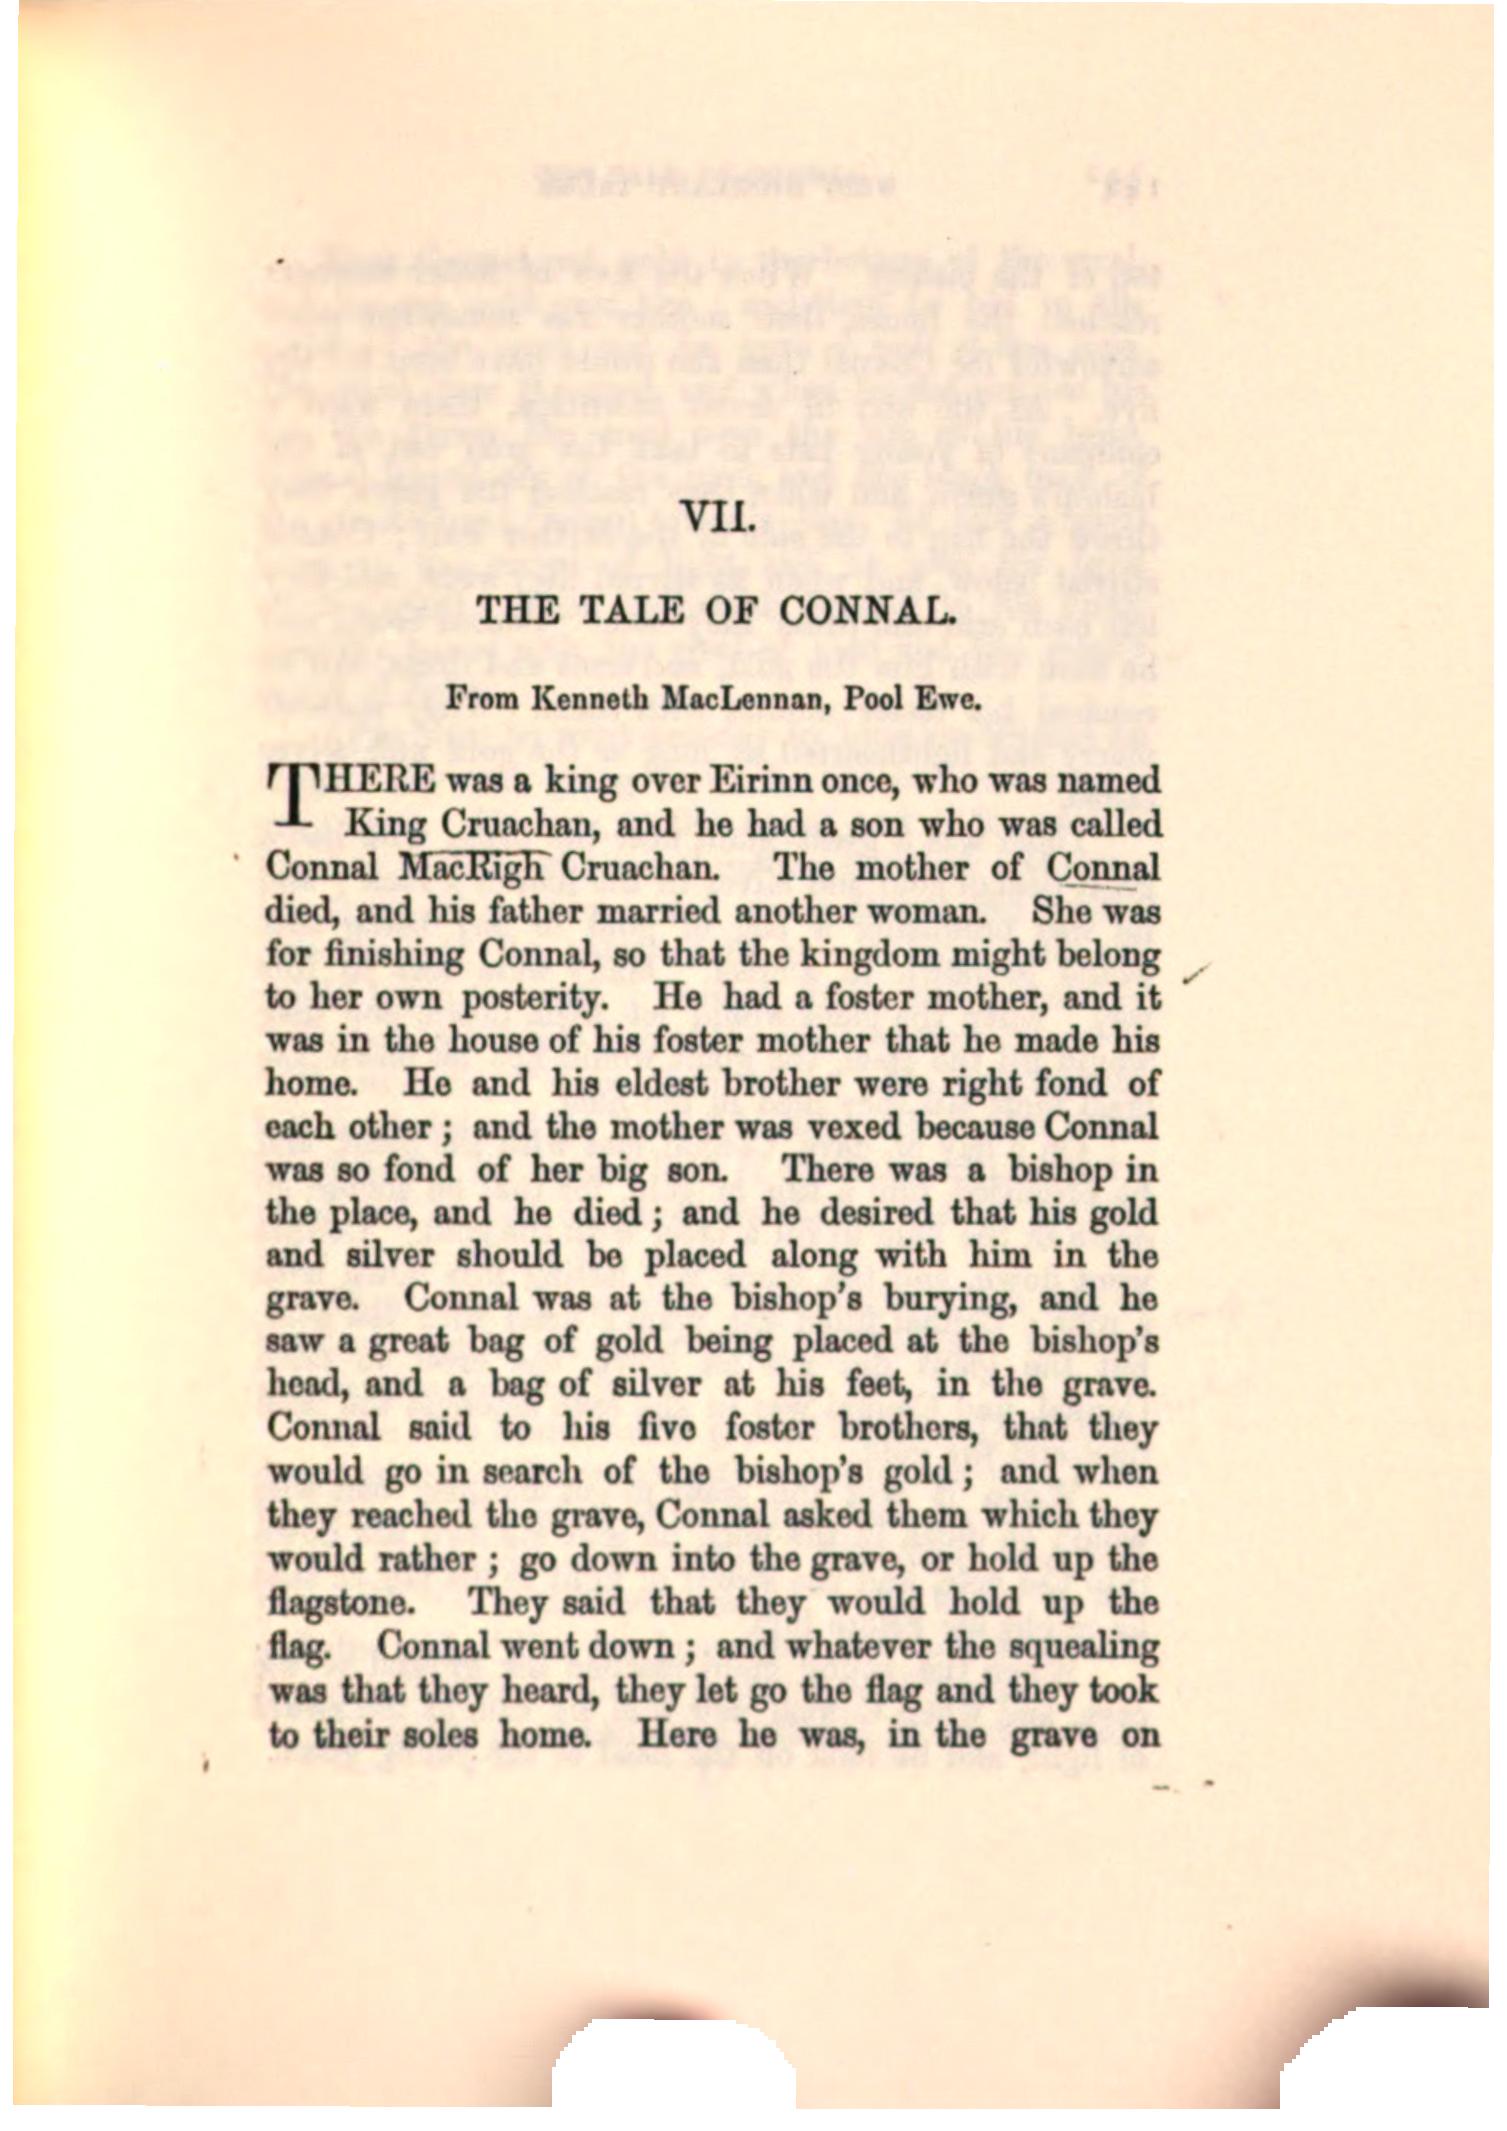 VII.
THE TALE OF CONNAL.
From Kenneth MacLennan, Pool Ewe.
THERE was a king over Eirinn once, who was named
King Cruachan, and he had a son who was called
Connal MacRigh Cruachan. The mother of Connal
died, and his father married another woman. She was
for finishing Connal, so that the kingdom might belong
to her own posterity. He had a foster mother, and it
was in the house of his foster mother that he made his
home. He and his eldest brother were right fond of
each other ; and the mother was vexed because Connal
was so fond of her big son. There was a bishop in
the place, and he died ; and he desired that his gold
and silver should be placed along with him in the
grave. Connal was at the bishop's burying, and he
saw a great bag of gold being placed at the bishop's
head, and a bag of silver at his feet, in the grave.
Connal said to his five foster brothers, that they
would go in search of the bishop's gold ; and when
they reached the grave, Connal asked them which they
would rather ; go down into the grave, or hold up the
flagstone. They said that they would hold up the
flag. Connal went down ; and whatever the squealing
was that they heard, they let go the flag and they took
to their soles home. Here he was, in the grave on